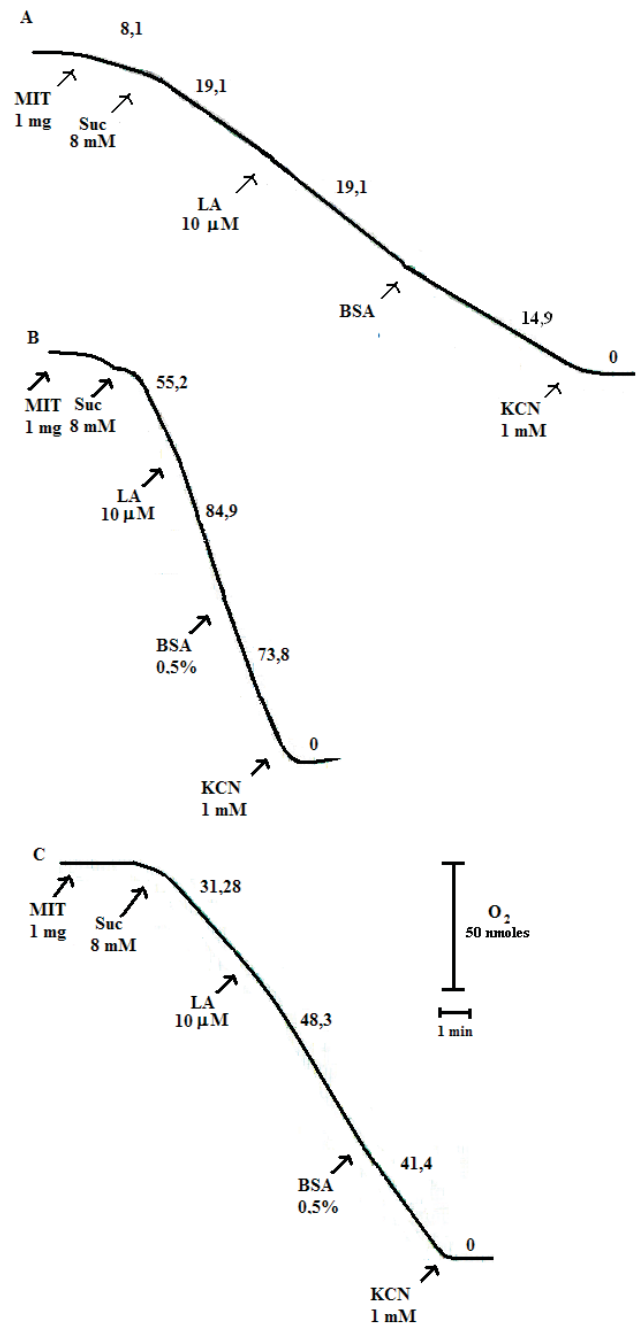 A
8,1
MIT
1 mg
Suc
8 mM
19,1
LA
10 µM
19,1
BSA
14,9
0
KCN
1 mM
B
MIT
1 mg
Suc
8 mM
55,2
LA
10 µM
84,9
BSA
0.5%
73,8
0
KCN
1 mM
C
MIT
1 mg
Suc
8 mM
31,28
O2
50 nmoles
1 min
LA
10 µM
48,3
BSA
0.5%
41,4
0
KCN
1 mM